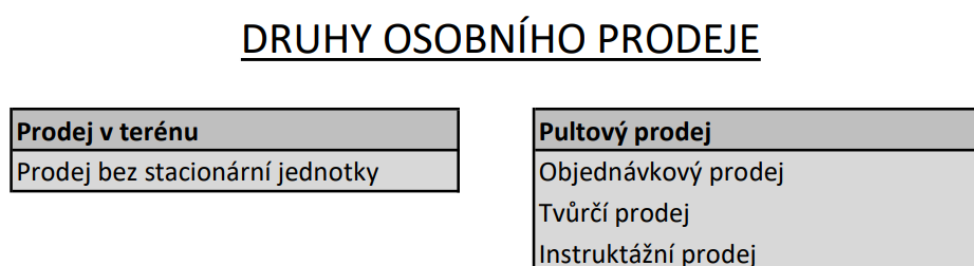 DRUHY OSOBNÍHO PRODEJE
Prodej v terénu
Prodej bez stacionární jednotky
Pultový prodej
Objednávkový prodej
Tvůrčí prodej
Instruktážní prodej